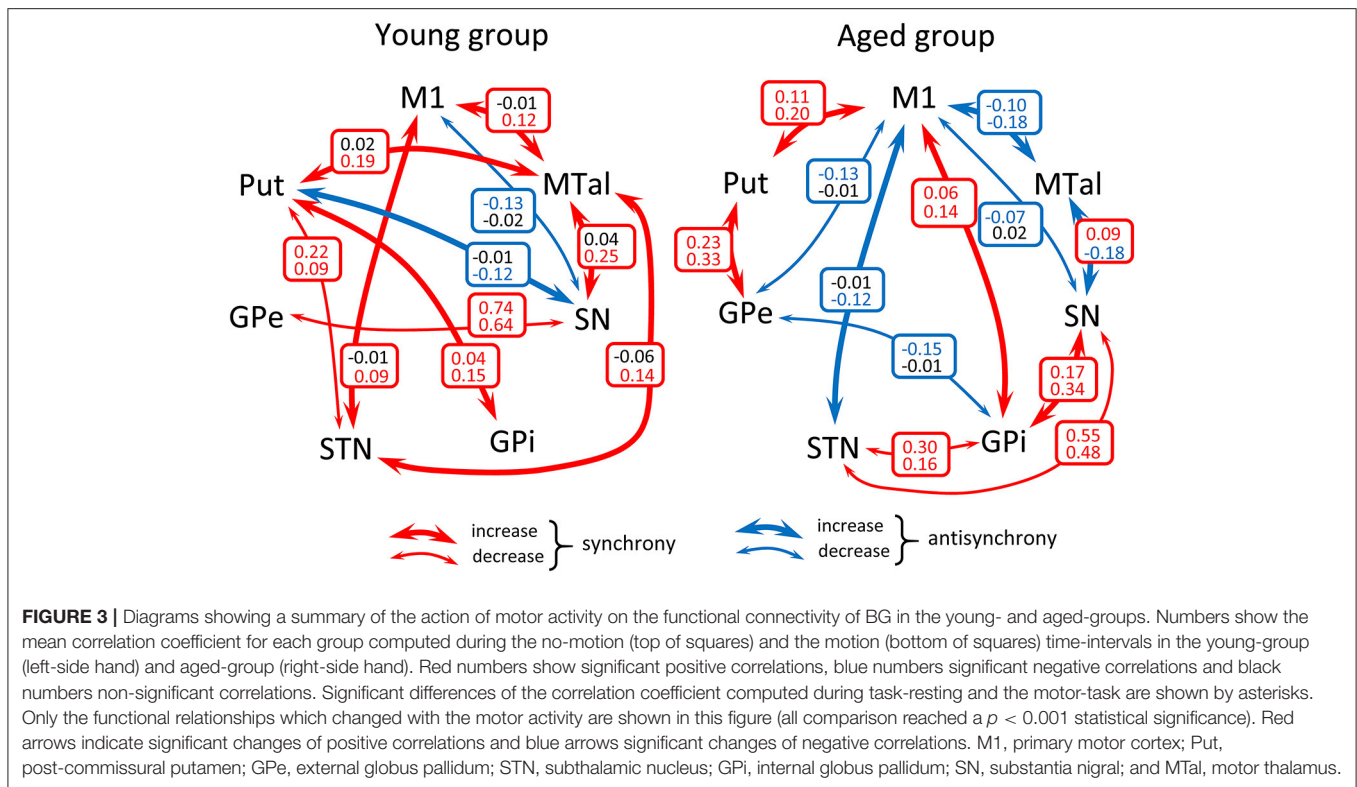 Young group
Aged group
M1
-0.01
0.12
0.02
0.19
Put
MTal
-0.13
-0.02
0.04
0.25
0.22
0.09
-0.01
-0.12
GPe
0.74
0.64
SN
-0.01
0.09
0.04
0.15
-0.06
0.14
STN
GPi
M1
0.11
0.20
-0.10
-0.18
Put
MTal
-0.13
-0.01
0.06
0.14
-0.07
0.02
0.09
-0.18
0.23
0.33
-0.01
-0.12
GPe
SN
-0.15
-0.01
0.17
0.34
STN
GPi
0.30
0.16
0.55
0.48
increase
decrease
synchrony
increase
decrease
antisynchrony
FIGURE 3 | Diagrams showing a summary of the action of motor activity on the functional connectivity of BG in the young- and aged-groups. Numbers show the
mean correlation coefficient for each group computed during the no-motion (top of squares) and the motion (bottom of squares) time-intervals in the young-group
(left-side hand) and aged-group (right-side hand). Red numbers show significant positive correlations, blue numbers significant negative correlations and black
numbers non-significant correlations. Significant differences of the correlation coefficient computed during task-resting and the motor-task are shown by asterisks.
Only the functional relationships which changed with the motor activity are shown in this figure (all comparison reached a p < 0.001 statistical significance). Red
arrows indicate significant changes of positive correlations and blue arrows significant changes of negative correlations. M1, primary motor cortex; Put,
post-commissural putamen; GPe, external globus pallidum; STN, subthalamic nucleus; GPi, internal globus pallidum; SN, substantia nigral; and MTal, motor thalamus.